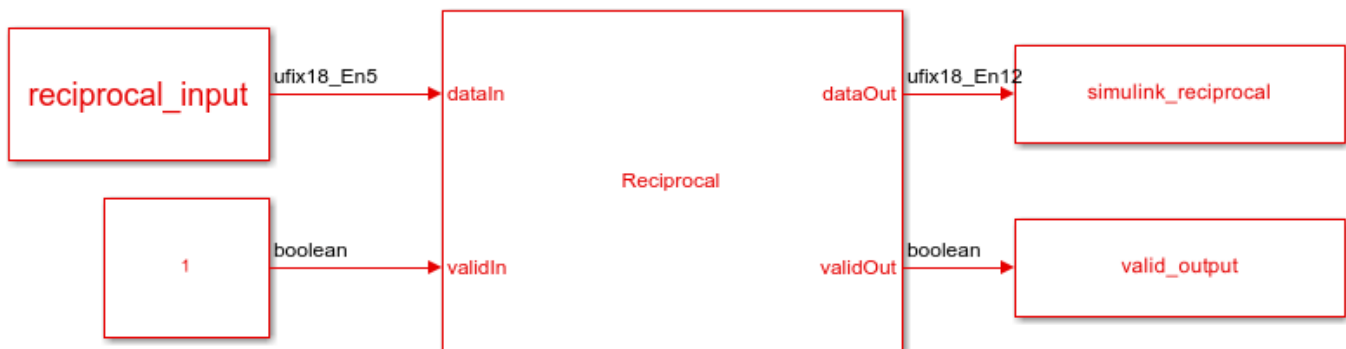 reciprocal_input
ufix18_En5
dataIn
dataOut
ufix18_En12
simulink_reciprocal
Reciprocal
1
boolean
validIn
validOut
boolean
valid_output